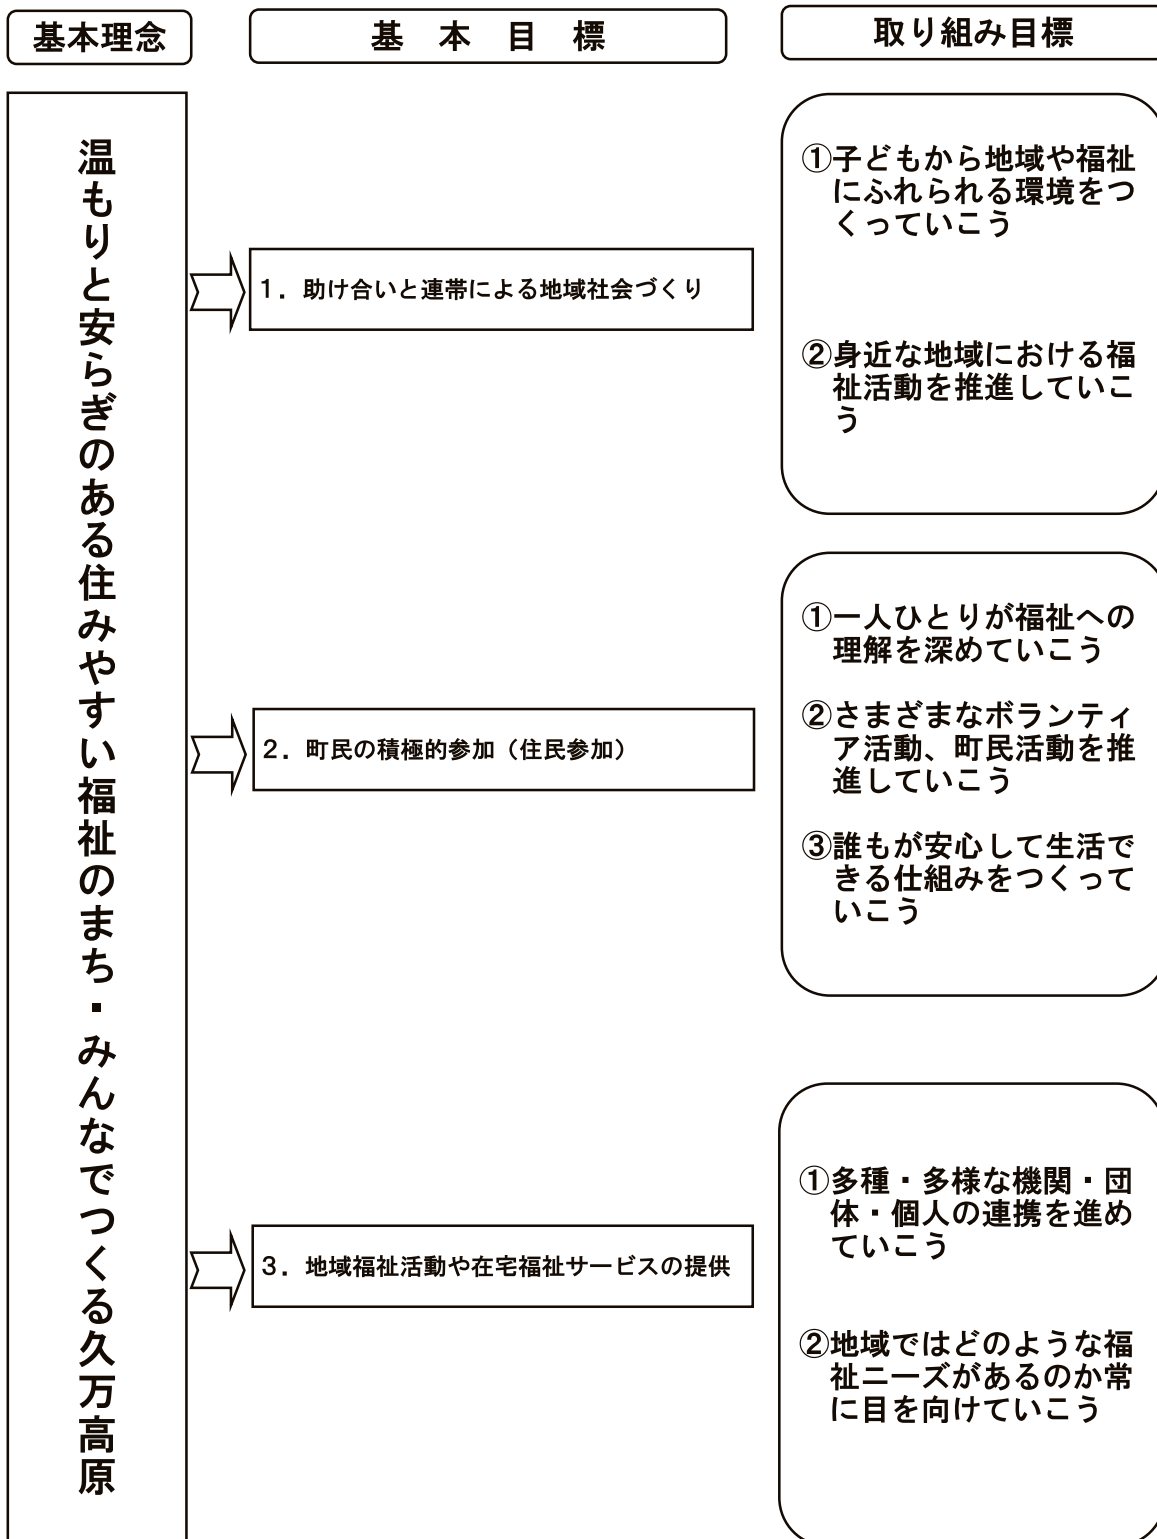 基本理念
基本目標
取り組み目標
温もりと安らぎのある住みやすい福祉のまち・みんなでつくる久万高原
1．助け合いと連帯による地域社会づくり
①子どもから地域や福祉
にふれられる環境をつ
くっていこう
②身近な地域における福
祉活動を推進していこ
う
2．町民の積極的参加（住民参加）
①一人ひとりが福祉への
理解を深めていこう
②さまざまなボランティ
ア活動、町民活動を推
進していこう
③誰もが安心して生活で
きる仕組みをつくって
いこう
3．地域福祉活動や在宅福祉サービスの提供
①多種・多様な機関・団
体・個人の連携を進め
ていこう
②地域ではどのような福
祉ニーズがあるのか常
に目を向けていこう